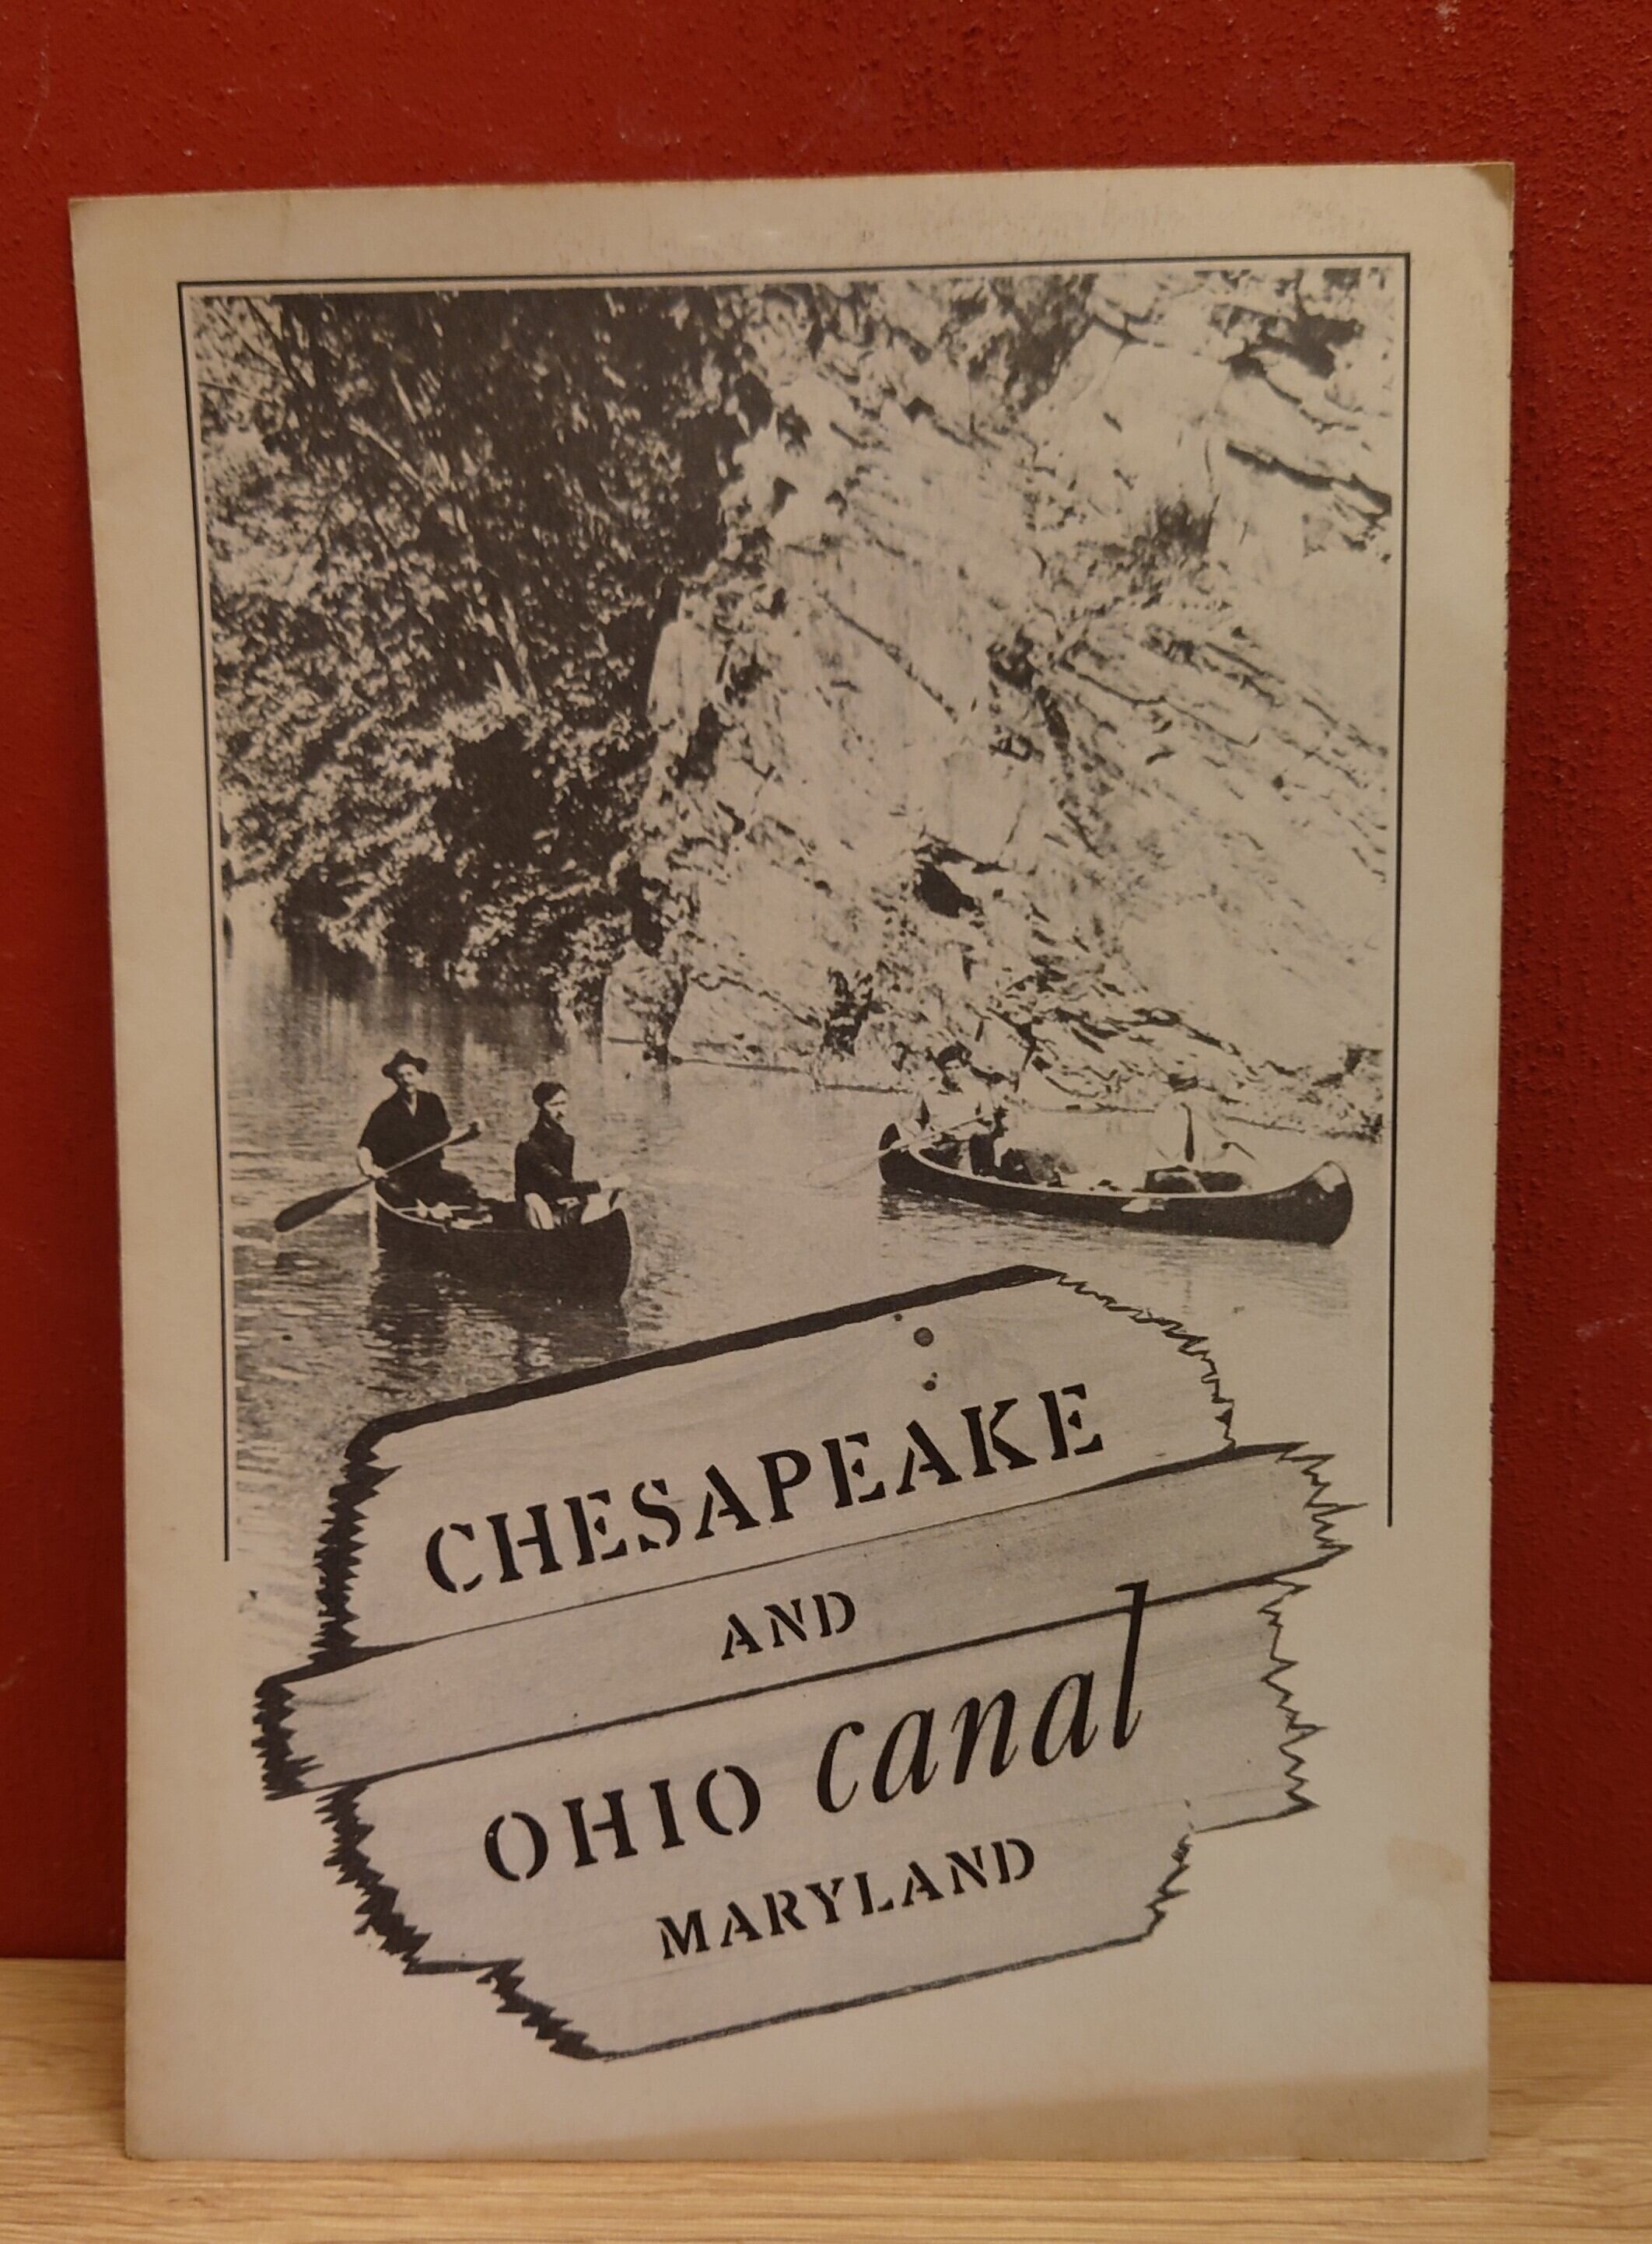 CHESAPEAKE
AND
OHIO canal
MARYLAND